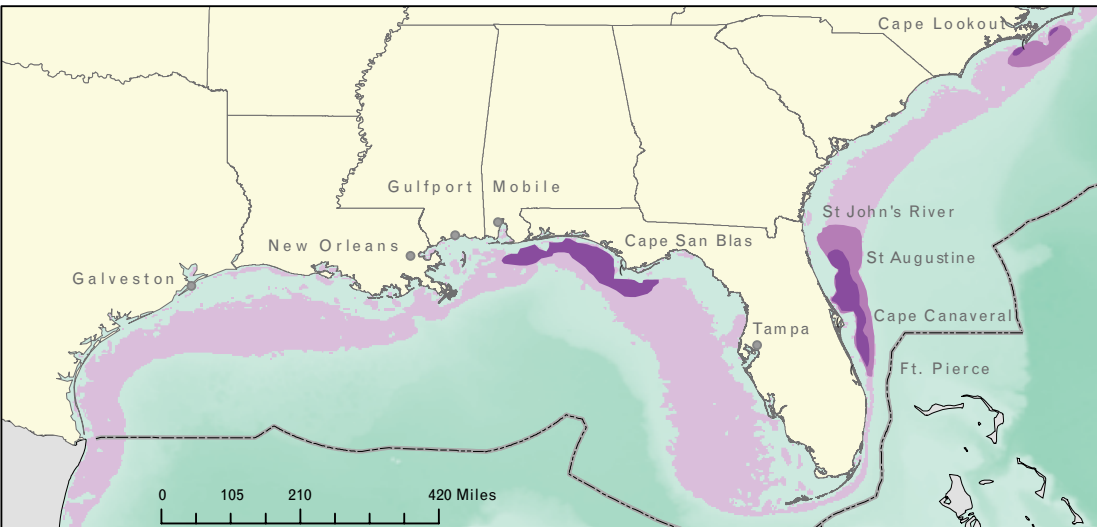 Cape Lookout
Gulfport Mobile
St John's River
New Orleans
Cape San Blas
St Augustine
Galveston
Cape Canaveral
Tampa
Ft. Pierce
0 105 210 420 Miles